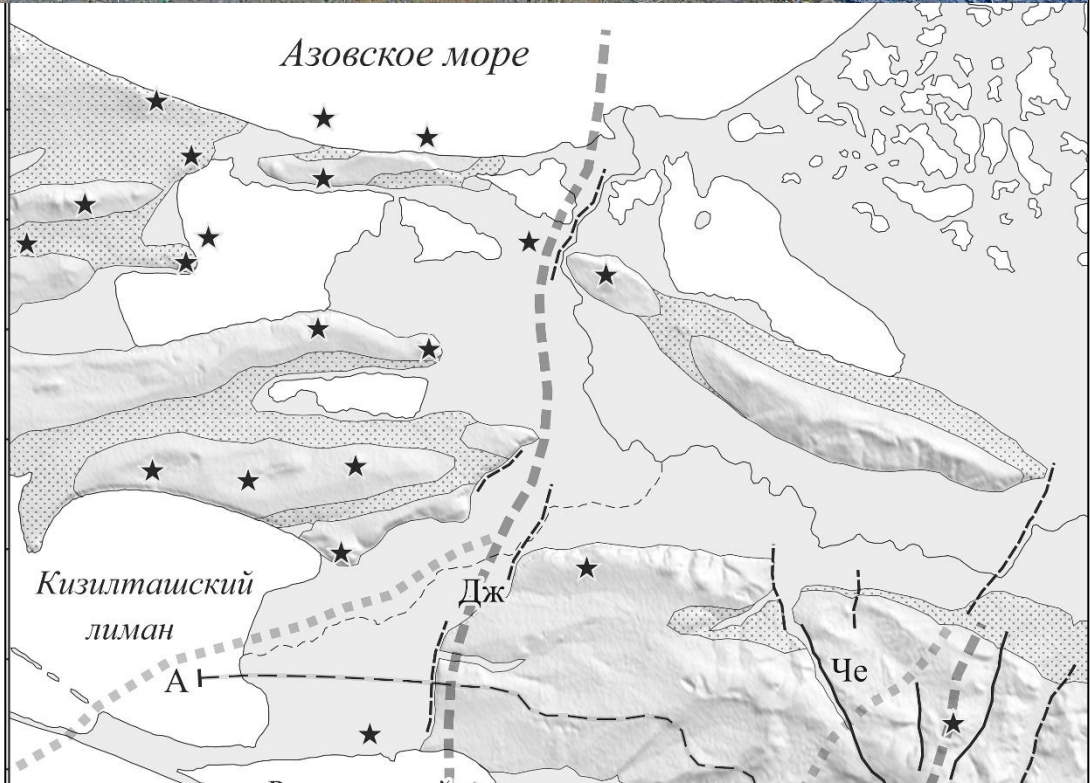 Азовское море
Кизилташский
лиман
Дж
Че
А